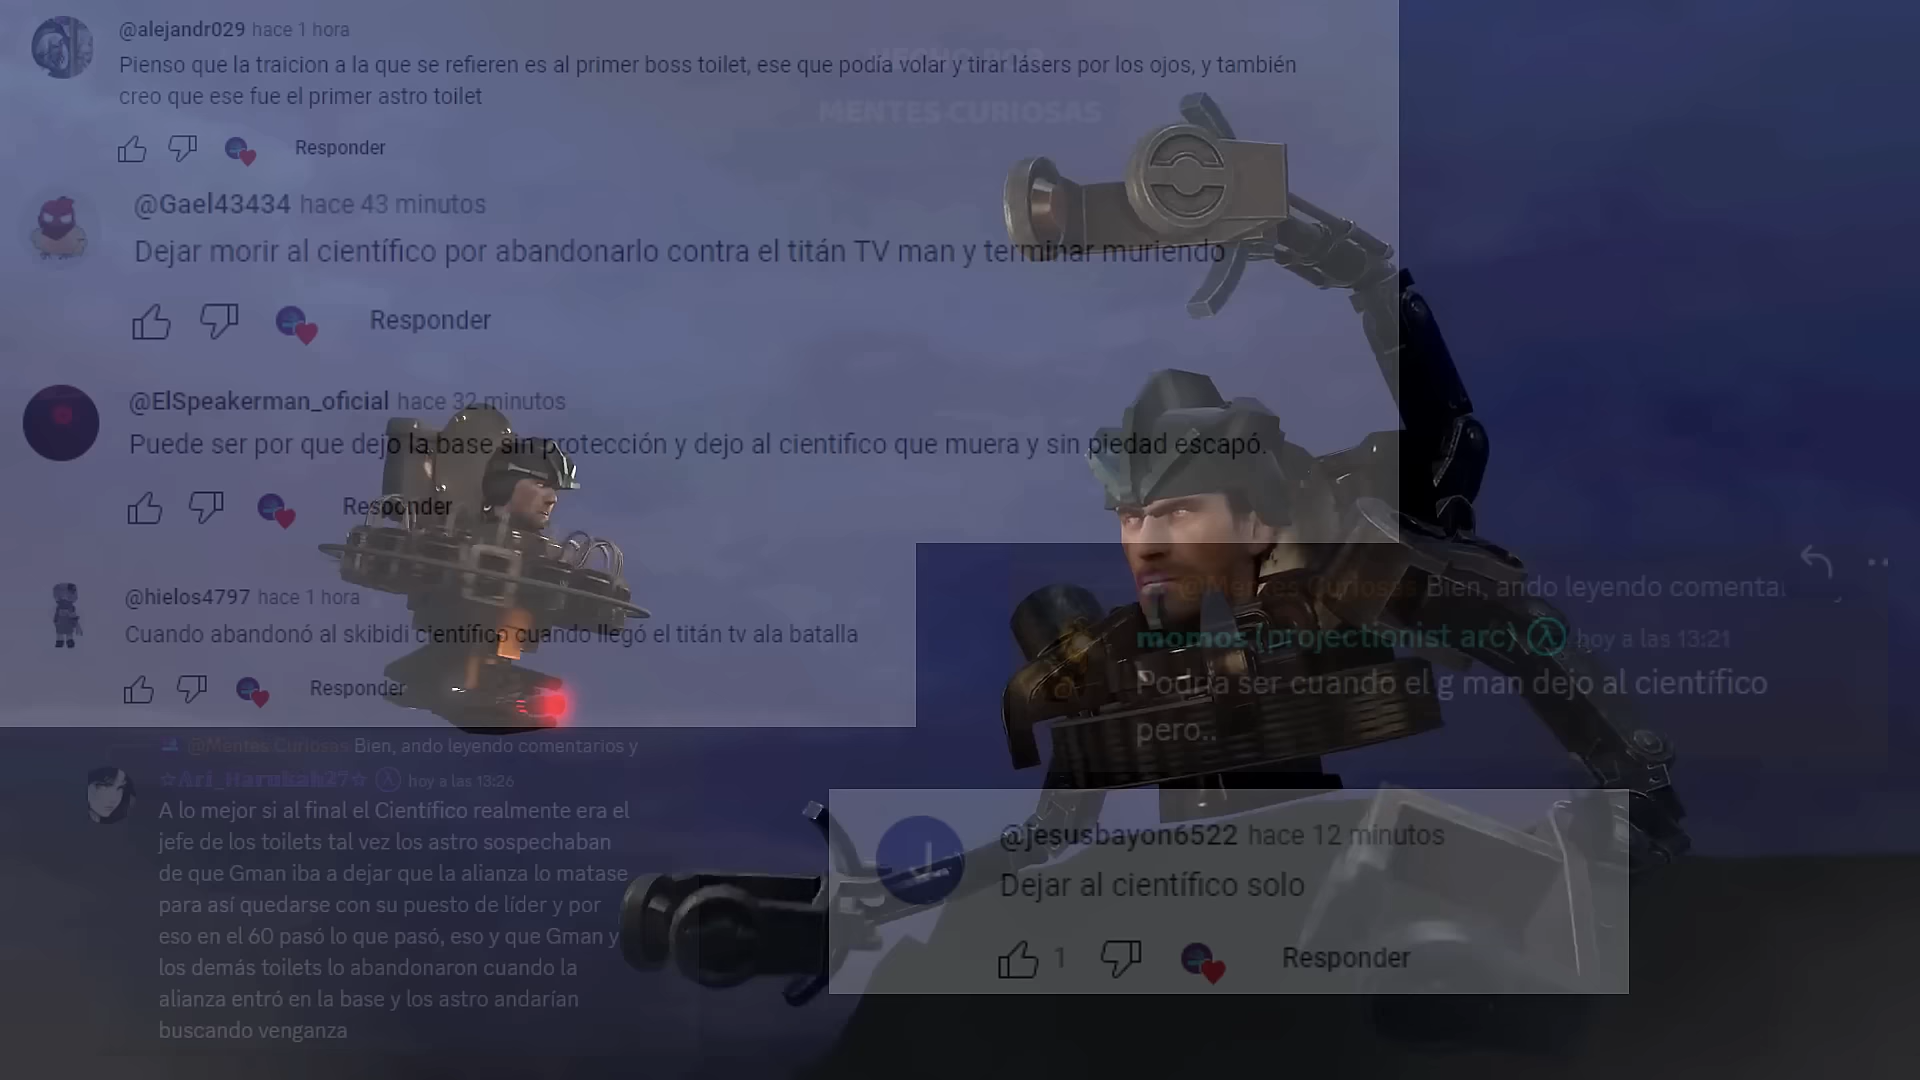 HECHO POR
MENTES CURIOSAS
@alejandr029 hace 1 hora
Pienso que la traicion a la que se refieren es al primer boss toilet, ese que podía volar y tirar lásers por los ojos, y también
creo que ese fue el primer astro toilet
Responder
@Gael43434 hace 43 minutos
Dejar morir al científico por abandonarlo contra el titán TV man y terminar muriendo
Responder
@ElSpeakerman_oficial hace 32 minutos
Puede ser por que dejo la base sin protección y dejo al cientifico que muera y sin piedad escapó.
Responder
@hielos4797 hace 1 hora
Cuando abandonó al skibidi científico cuando llegó el titán tv ala batalla
Responder
@Mentes Curiosas Bien, ando leyendo comentarios y
☆Ari_Harukah27☆ hoy a las 13:26
A lo mejor si al final el Científico realmente era el
jefe de los toilets tal vez los astro sospechaban
de que Gman iba a dejar que la alianza lo matase
para así quedarse con su puesto de líder y por
eso en el 60 pasó lo que pasó, eso y que Gman y
los demás toilets lo abandonaron cuando la
alianza entró en la base y los astro andarían
buscando venganza
@Mentes Curiosas Bien, ando leyendo comentar
momos (projectionist arc) hoy a las 13:21
Podría ser cuando el g man dejo al científico
pero..
@jesusbayon6522 hace 12 minutos
Dejar al científico solo
1 Responder